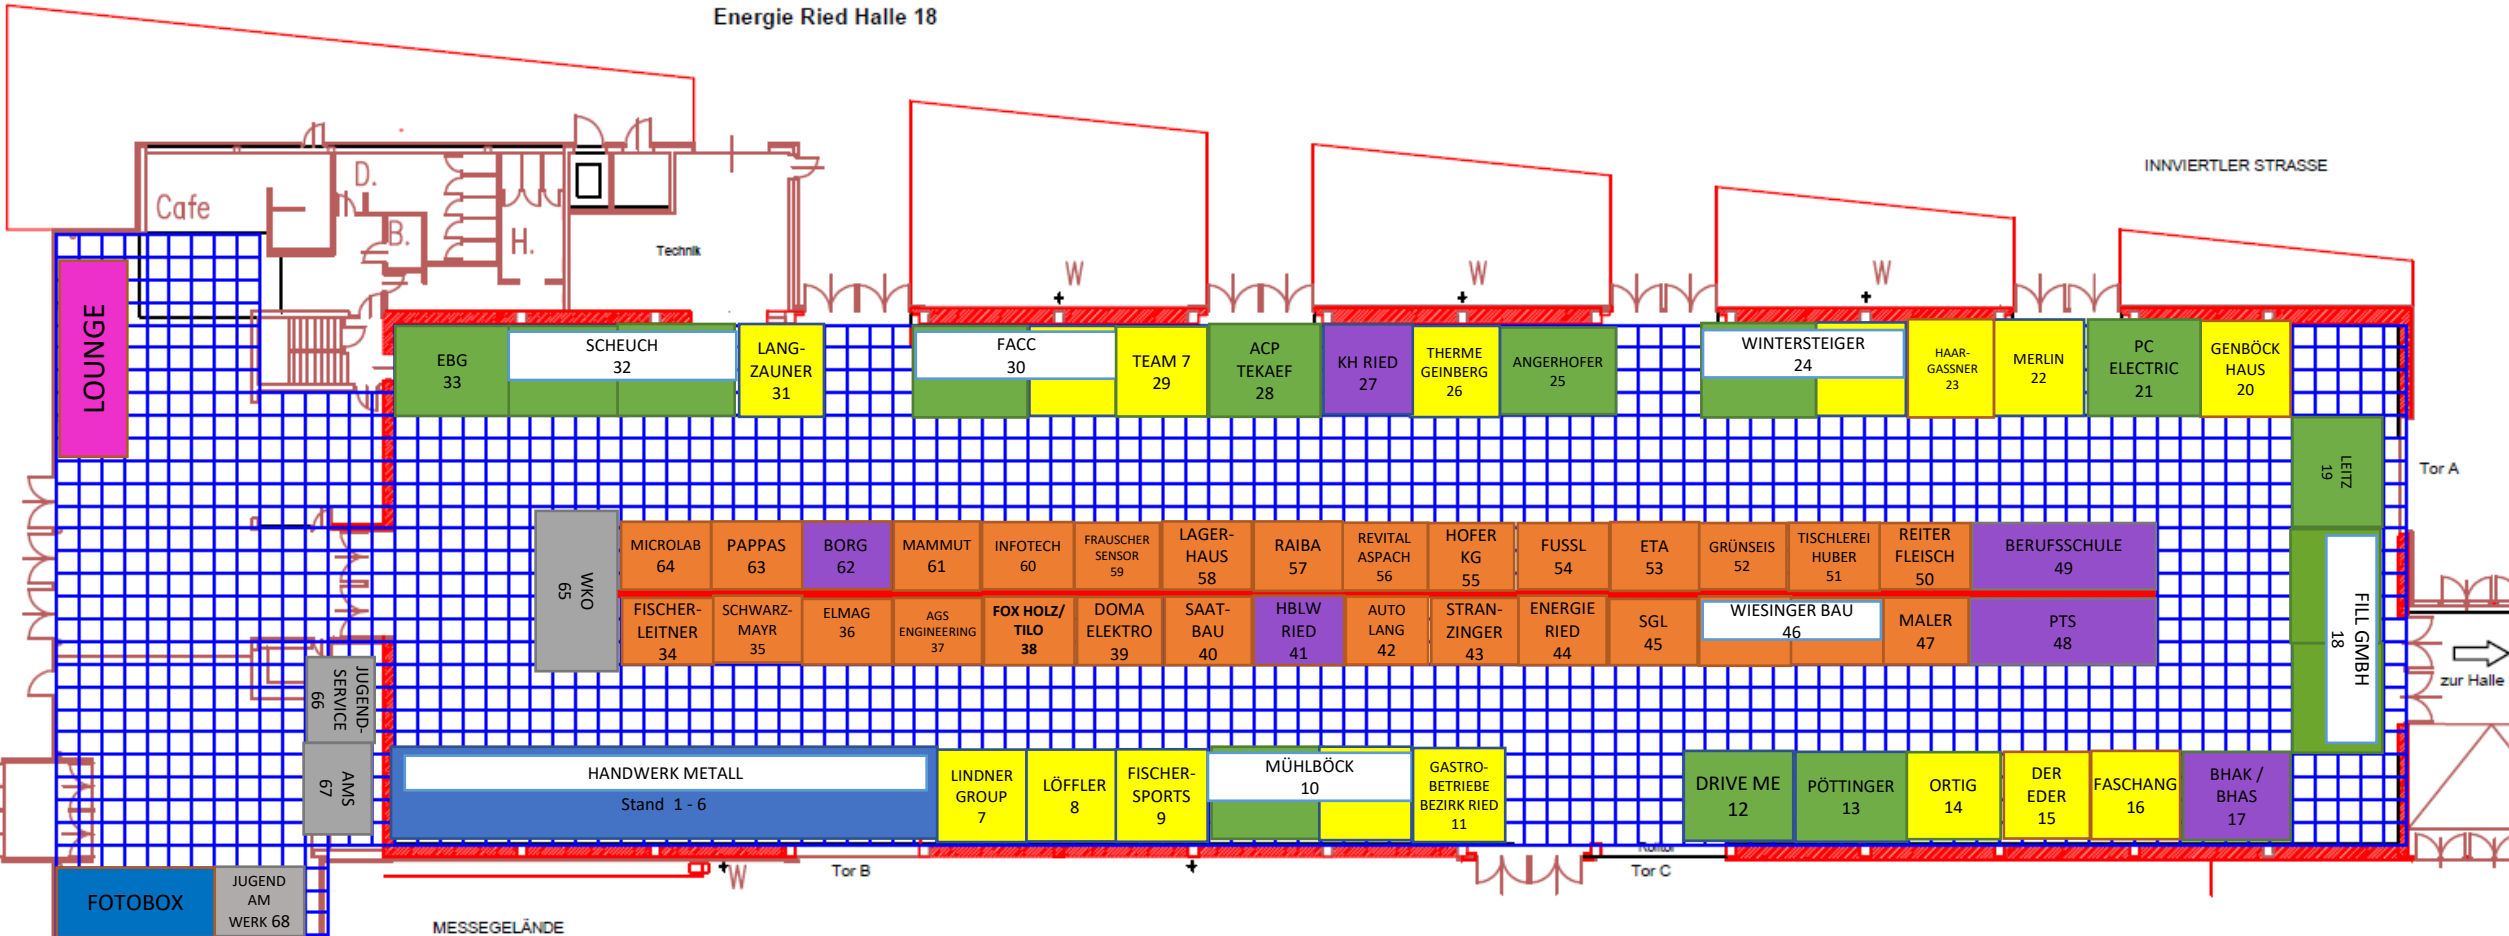 Energie Ried Halle 18
INNVIERTLER STRASSE
Cafe
D.
B.
H.
Technik
W
W
W
LOUNGE
EBG
33
SCHEUCH
32
LANG-
ZAUNER
31
FACC
30
TEAM 7
29
ACP
TEKAEF
28
KH RIED
27
THERME
GEINBERG
26
ANGERHOFER
25
WINTERSTEIGER
24
HAAR-
GASSNER
23
MERLIN
22
PC
ELECTRIC
21
GENBÖCK
HAUS
20
LEITZ
19
Tor A
WKO
65
MICROLAB
64
PAPPAS
63
BORG
62
MAMMUT
61
INFOTECH
60
FRAUSCHER
SENSOR
59
LAGER-
HAUS
58
RAIBA
57
REVITAL
ASPACH
56
HOFER
KG
55
FUSSL
54
ETA
53
GRÜNSEIS
52
TISCHLEREI
HUBER
51
REITER
FLEISCH
50
BERUFSSCHULE
49
FISCHER-
LEITNER
34
SCHWARZ-
MAYR
35
ELMAG
36
AGS
ENGINEERING
37
FOX HOLZ/
TILO
38
DOMA
ELEKTRO
39
SAAT-
BAU
40
HBLW
RIED
41
AUTO
LANG
42
STRAN-
ZINGER
43
ENERGIE
RIED
44
SGL
45
WIESINGER BAU
46
MALER
47
PTS
48
FILL GMBH
18
zur Halle
JUGEND-
SERVICE
66
AMS
67
HANDWERK METALL
Stand 1 - 6
LINDNER
GROUP
7
LÖFFLER
8
FISCHER-
SPORTS
9
MÜHLBÖCK
10
GASTRO-
BETRIEBE
BEZIRK RIED
11
DRIVE ME
12
PÖTTINGER
13
ORTIG
14
DER
EDER
15
FASCHANG
16
BHAK /
BHAS
17
W
Tor B
Tor C
FOTOBOX
JUGEND
AM
WERK 68
MESSEGELÄNDE